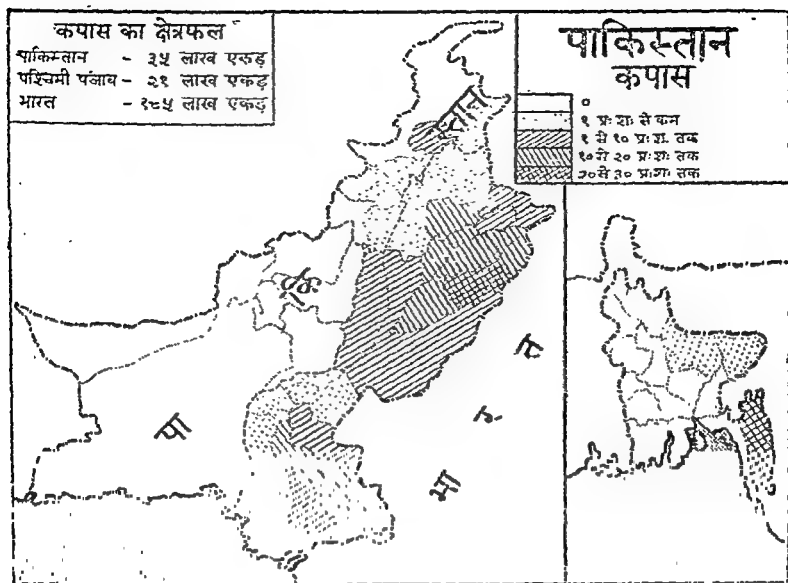 कपास का क्षेत्रफल
पाकिस्तान - ३५ लाख एकड़
पश्चिमी पंजाब - २१ लाख एकड़
भारत - १८५ लाख एकड़
पाकिस्तान
कपास
०
१ प्र: श: से कम
१ से १० प्र: श. तक
१० से २० प्र: श: तक
२० से ३० प्र: श: तक
पा कि स्तान
भा र त